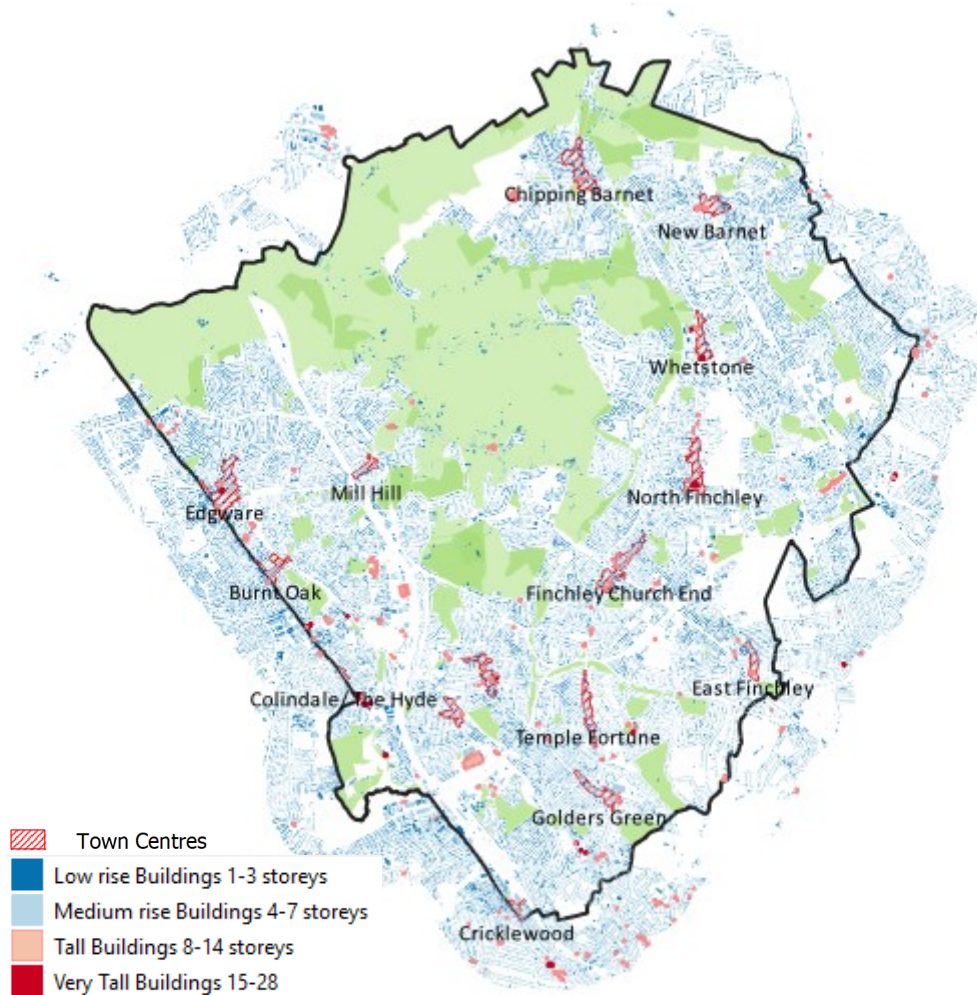 Chipping Barnet
New Barnet
Whetstone
Mill Hill
North Finchley
Edgware
Burnt Oak
Finchley Church End
East Finchley
Colindale/The Hyde
Temple Fortune
Golders Green
Cricklewood
Town Centres
Low rise Buildings 1-3 storeys
Medium rise Buildings 4-7 storeys
Tall Buildings 8-14 storeys
Very Tall Buildings 15-28